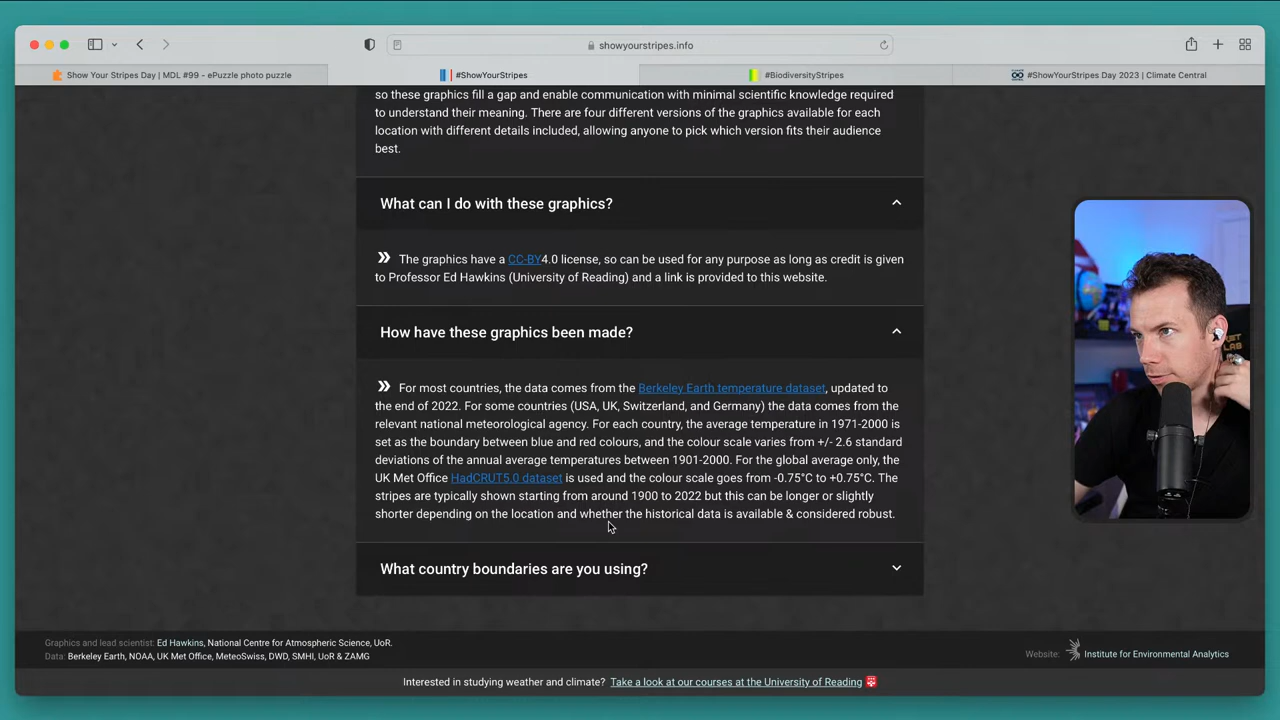 showyourstripes.info
Show Your Stripes Day | MDL #99 - ePuzzle photo puzzle
#ShowYourStripes
#BiodiversityStripes
#ShowYourStripes Day 2023 | Climate Central
so these graphics fill a gap and enable communication with minimal scientific knowledge required
to understand their meaning. There are four different versions of the graphics available for each
location with different details included, allowing anyone to pick which version fits their audience
best.
What can I do with these graphics?
The graphics have a CC-BY4.0 license, so can be used for any purpose as long as credit is given
to Professor Ed Hawkins (University of Reading) and a link is provided to this website.
How have these graphics been made?
For most countries, the data comes from the Berkeley Earth temperature dataset, updated to
the end of 2022. For some countries (USA, UK, Switzerland, and Germany) the data comes from the
relevant national meteorological agency. For each country, the average temperature in 1971-2000 is
set as the boundary between blue and red colours, and the colour scale varies from +/- 2.6 standard
deviations of the annual average temperatures between 1901-2000. For the global average only, the
UK Met Office HadCRUT5.0 dataset is used and the colour scale goes from -0.75°C to +0.75°C. The
stripes are typically shown starting from around 1900 to 2022 but this can be longer or slightly
shorter depending on the location and whether the historical data is available & considered robust.
What country boundaries are you using?
Graphics and lead scientist: Ed Hawkins, National Centre for Atmospheric Science, UoR.
Data: Berkeley Earth, NOAA, UK Met Office, MeteoSwiss, DWD, SMHI, UoR & ZAMG
Website: Institute for Environmental Analytics
Interested in studying weather and climate? Take a look at our courses at the University of Reading